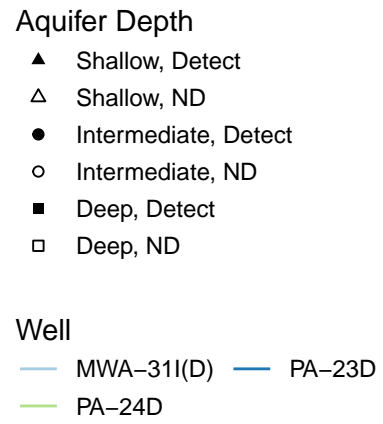 Aquifer Depth
Shallow, Detect
Shallow, ND
Intermediate, Detect
Intermediate, ND
Deep, Detect
Deep, ND
Well
MWA−31I(D) PA−23D
PA−24D